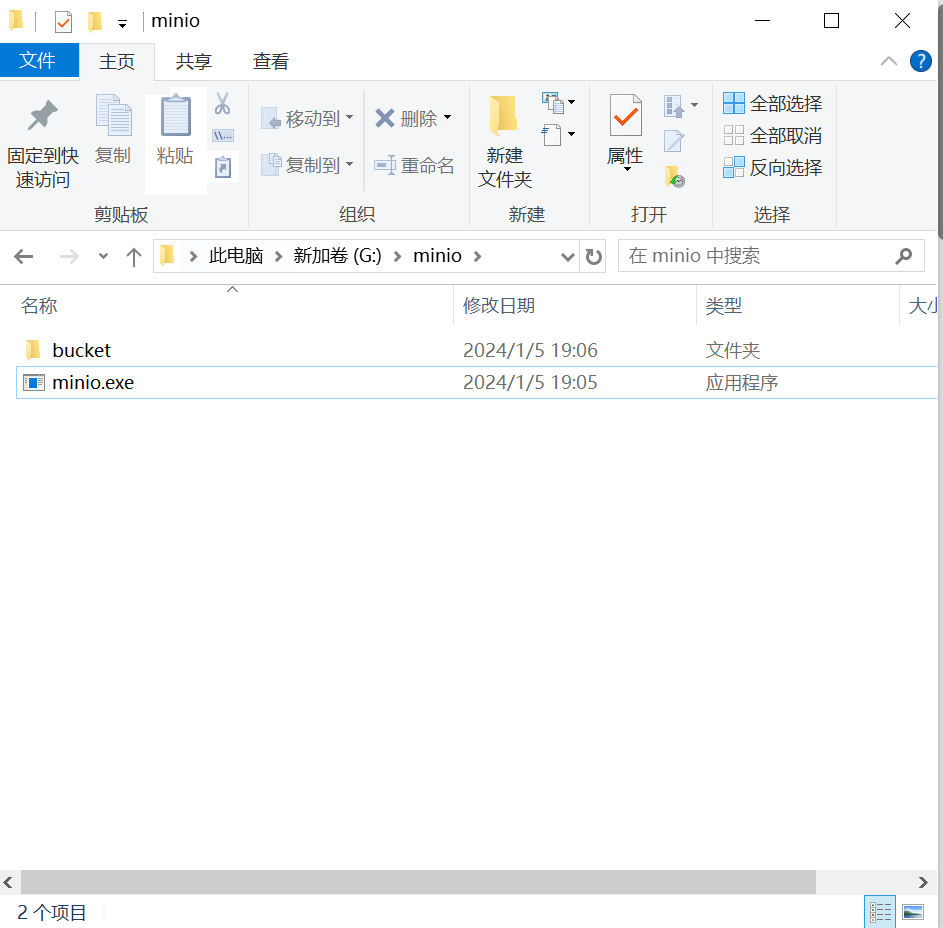 minio
文件 主页 共享 查看
固定到快速访问
复制
粘贴
移动到
复制到
删除
重命名
新建文件夹
属性
全部选择
全部取消
反向选择
剪贴板 组织 新建 打开 选择
此电脑 新加卷 (G:) minio
在 minio 中搜索
名称 修改日期 类型 大小
bucket 2024/1/5 19:06 文件夹
minio.exe 2024/1/5 19:05 应用程序
2 个项目